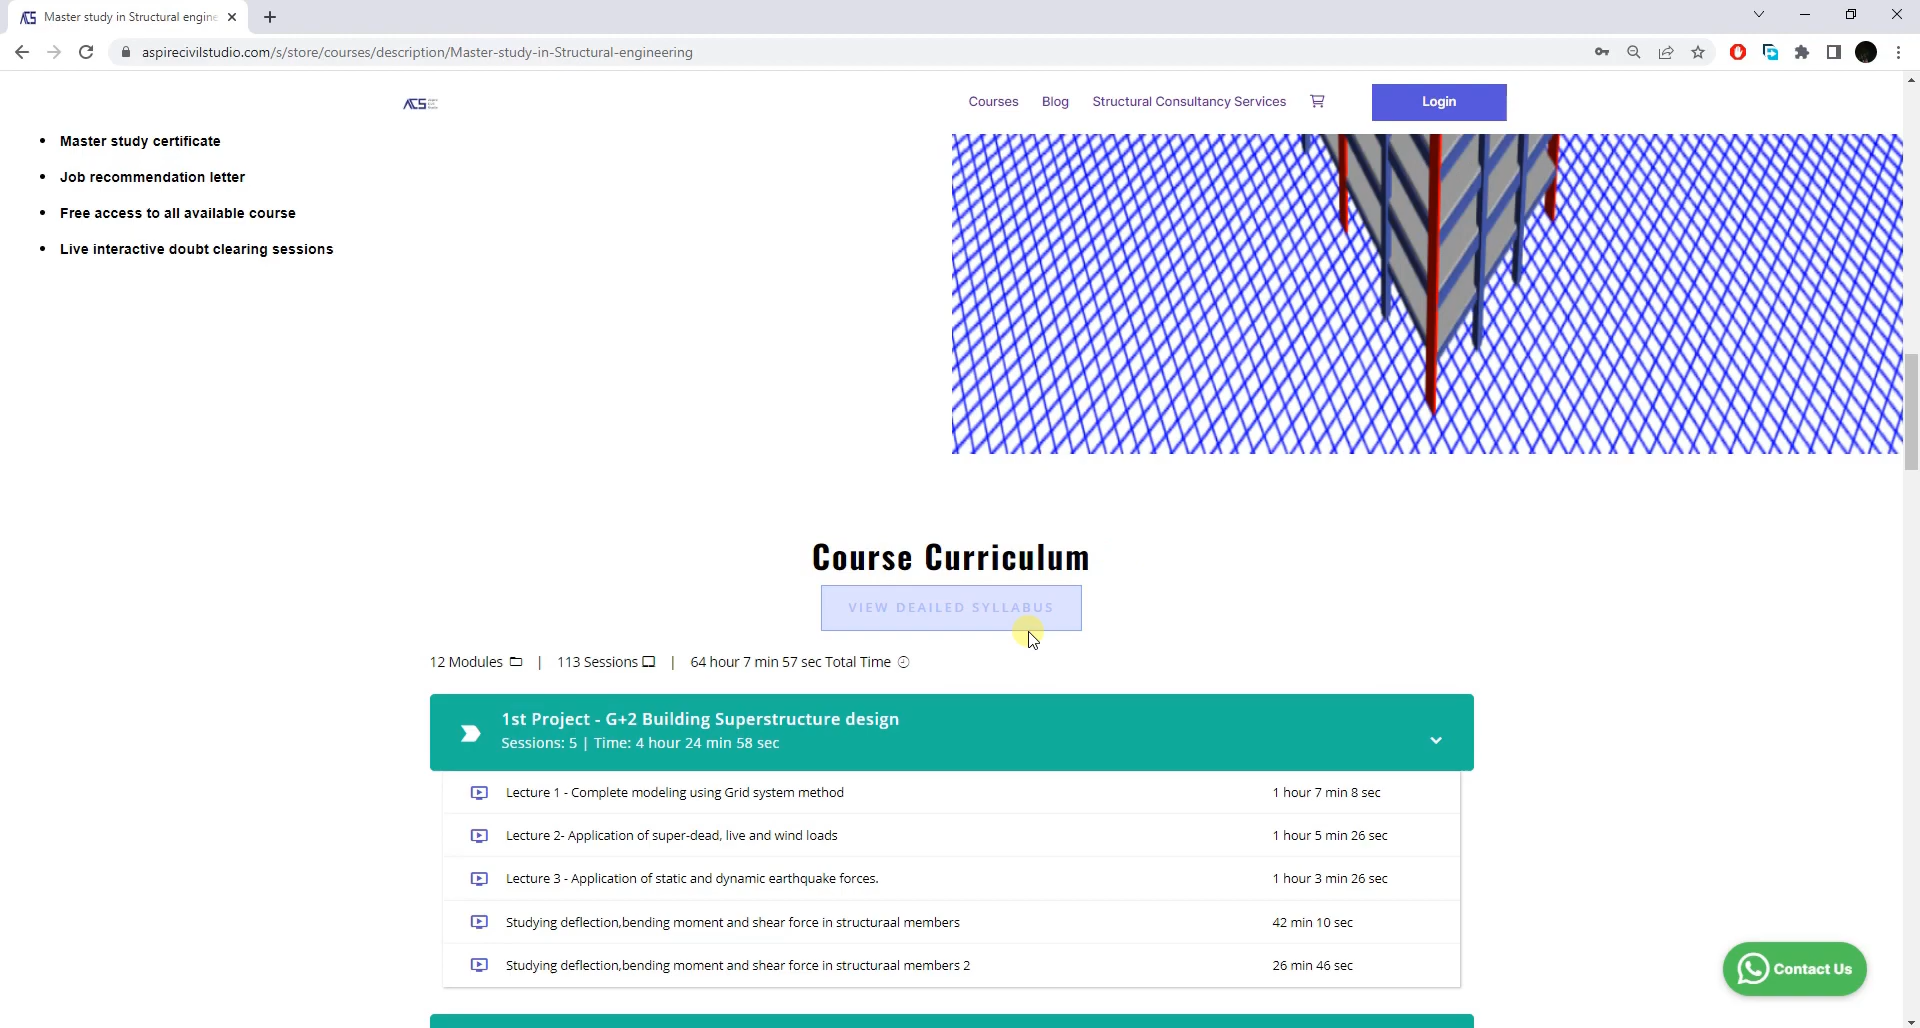 Master study in Structural engine
aspirecivilstudio.com/s/store/courses/description/Master-study-in-Structural-engineering
ACS
Courses
Blog
Structural Consultancy Services
Login
Master study certificate
Job recommendation letter
Free access to all available course
Live interactive doubt clearing sessions
Course Curriculum
VIEW DEAILED SYLLABUS
12 Modules | 113 Sessions | 64 hour 7 min 57 sec Total Time
1st Project - G+2 Building Superstructure design
Sessions: 5 | Time: 4 hour 24 min 58 sec
Lecture 1 - Complete modeling using Grid system method 1 hour 7 min 8 sec
Lecture 2- Application of super-dead, live and wind loads 1 hour 5 min 26 sec
Lecture 3 - Application of static and dynamic earthquake forces. 1 hour 3 min 26 sec
Studying deflection,bending moment and shear force in structuraal members 42 min 10 sec
Studying deflection,bending moment and shear force in structuraal members 2 26 min 46 sec
Contact Us